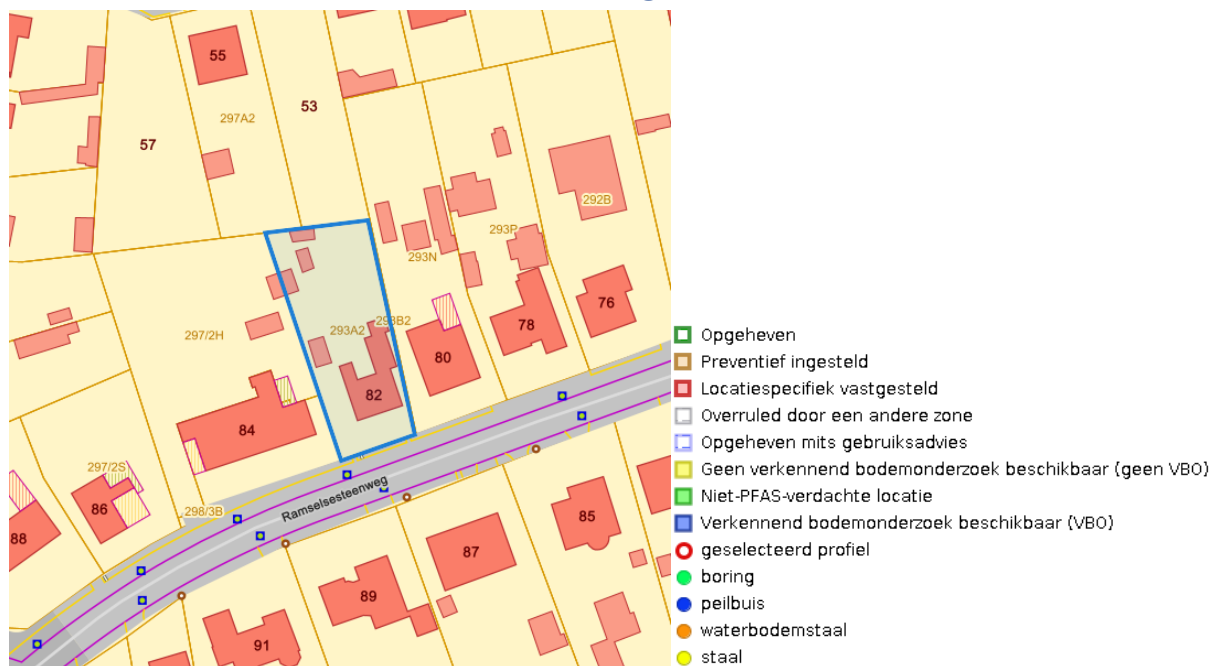 55
53
297A2
57
292B
293P
293N
76
78
297/2H
293A2
293B2
80
82
84
297/2S
86
298/3B
Ramselsesteenweg
88
85
87
89
91
Opgeheven
Preventief ingesteld
Locatiespecifiek vastgesteld
Overruled door een andere zone
Opgeheven mits gebruiksadvies
Geen verkennend bodemonderzoek beschikbaar (geen VBO)
Niet-PFAS-verdachte locatie
Verkennend bodemonderzoek beschikbaar (VBO)
geselecteerd profiel
boring
peilbuis
waterbodemstaal
staal